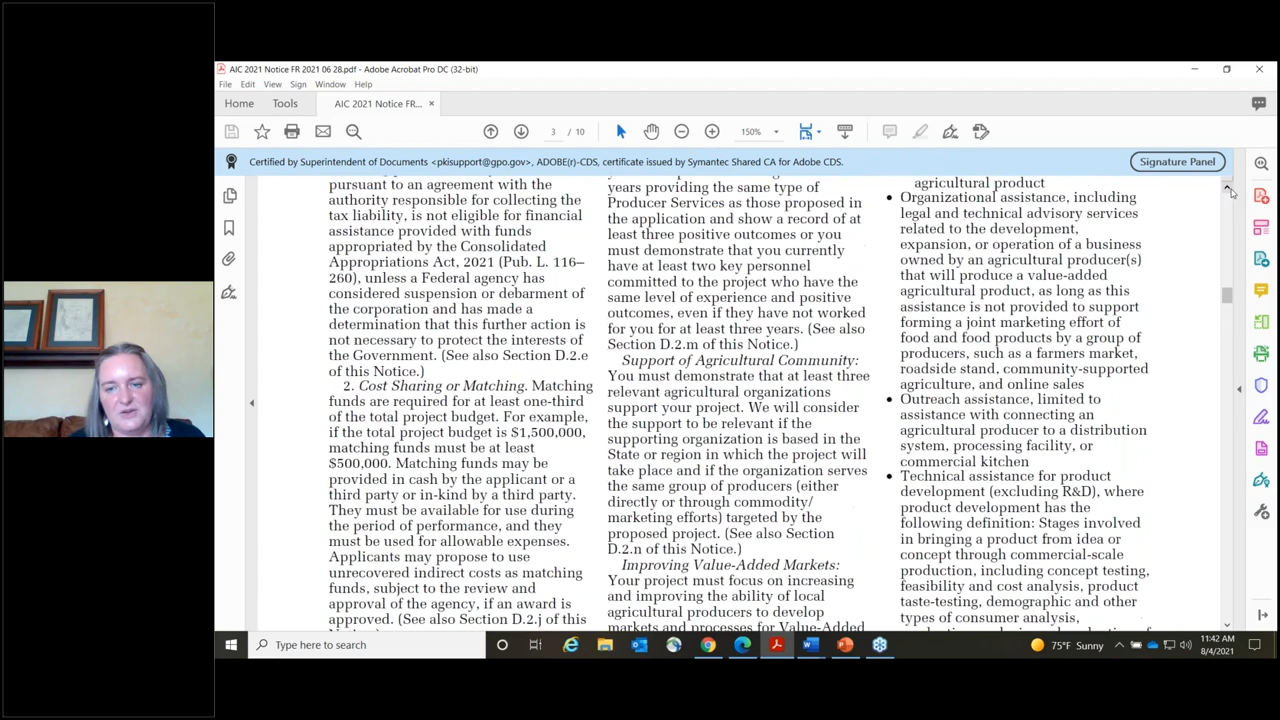 AIC 2021 Notice FR 2021 06 28.pdf - Adobe Acrobat Pro DC (32-bit)
File Edit View Sign Window Help
Home Tools AIC 2021 Notice FR... ×
3 / 10 150%
Certified by Superintendent of Documents <pkisupport@gpo.gov>, ADOBE(r)-CDS, certificate issued by Symantec Shared CA for Adobe CDS.
Signature Panel
pursuant to an agreement with the
authority responsible for collecting the
tax liability, is not eligible for financial
assistance provided with funds
appropriated by the Consolidated
Appropriations Act, 2021 (Pub. L. 116–
260), unless a Federal agency has
considered suspension or debarment of
the corporation and has made a
determination that this further action is
not necessary to protect the interests of
the Government. (See also Section D.2.e
of this Notice.)
2. Cost Sharing or Matching. Matching
funds are required for at least one-third
of the total project budget. For example,
if the total project budget is $1,500,000,
matching funds must be at least
$500,000. Matching funds may be
provided in cash by the applicant or a
third party or in-kind by a third party.
They must be available for use during
the period of performance, and they
must be used for allowable expenses.
Applicants may propose to use
unrecovered indirect costs as matching
funds, subject to the review and
approval of the agency, if an award is
approved. (See also Section D.2.j of this
years providing the same type of
Producer Services as those proposed in
the application and show a record of at
least three positive outcomes or you
must demonstrate that you currently
have at least two key personnel
committed to the project who have the
same level of experience and positive
outcomes, even if they have not worked
for you for at least three years. (See also
Section D.2.m of this Notice.)
Support of Agricultural Community:
You must demonstrate that at least three
relevant agricultural organizations
support your project. We will consider
the support to be relevant if the
supporting organization is based in the
State or region in which the project will
take place and if the organization serves
the same group of producers (either
directly or through commodity/
marketing efforts) targeted by the
proposed project. (See also Section
D.2.n of this Notice.)
Improving Value-Added Markets:
Your project must focus on increasing
and improving the ability of local
agricultural producers to develop
markets and processes for Value-Added
agricultural product
• Organizational assistance, including
legal and technical advisory services
related to the development,
expansion, or operation of a business
owned by an agricultural producer(s)
that will produce a value-added
agricultural product, as long as this
assistance is not provided to support
forming a joint marketing effort of
food and food products by a group of
producers, such as a farmers market,
roadside stand, community-supported
agriculture, and online sales
• Outreach assistance, limited to
assistance with connecting an
agricultural producer to a distribution
system, processing facility, or
commercial kitchen
• Technical assistance for product
development (excluding R&D), where
product development has the
following definition: Stages involved
in bringing a product from idea or
concept through commercial-scale
production, including concept testing,
feasibility and cost analysis, product
taste-testing, demographic and other
types of consumer analysis,
Type here to search
75°F Sunny
11:42 AM
8/4/2021